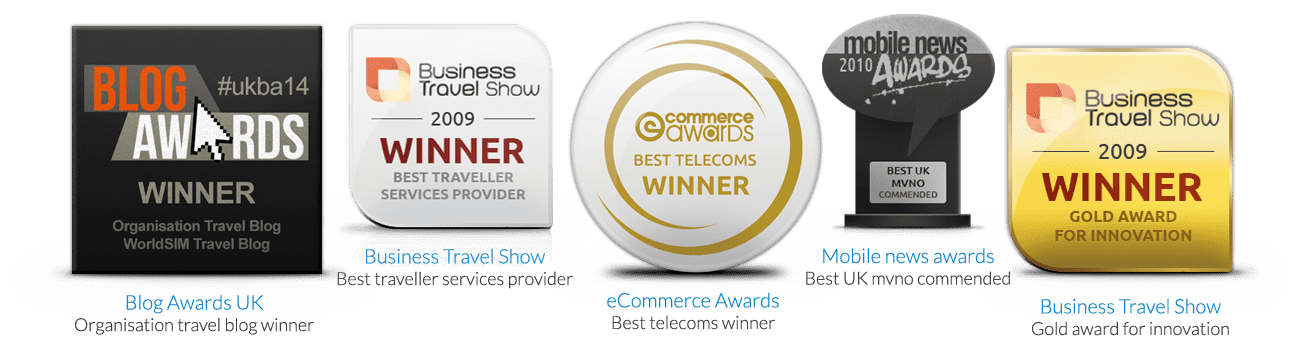 BLOG
#ukba14
AWARDS
WINNER
Organisation Travel Blog
WorldSIM Travel Blog
Blog Awards UK
Organisation travel blog winner
Business
Travel Show
2009
WINNER
BEST TRAVELLER
SERVICES PROVIDER
Business Travel Show
Best traveller services provider
ecommerce
awards
BEST TELECOMS
WINNER
eCommerce Awards
Best telecoms winner
mobile news
2010 AWARDS
BEST UK
MVNO
COMMENDED
Mobile news awards
Best UK mvno commended
Business
Travel Show
2009
WINNER
GOLD AWARD
FOR INNOVATION
Business Travel Show
Gold award for innovation